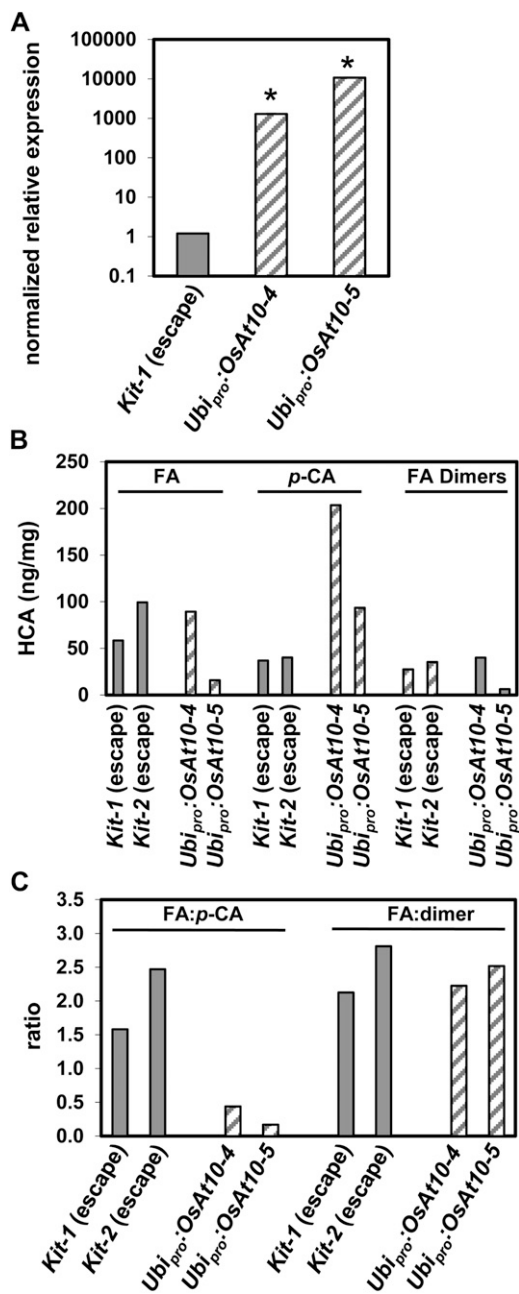 A
normalized relative expression
100000
10000
1000
100
10
1
0.1
*
*
Kit-1 (escape)
Ubipro:OsAt10-4
Ubipro:OsAt10-5
B
HCA (ng/mg)
250
200
150
100
50
0
FA
p-CA
FA Dimers
Kit-1 (escape)
Kit-2 (escape)
Ubipro:OsAt10-4
Ubipro:OsAt10-5
Kit-1 (escape)
Kit-2 (escape)
Ubipro:OsAt10-4
Ubipro:OsAt10-5
Kit-1 (escape)
Kit-2 (escape)
Ubipro:OsAt10-4
Ubipro:OsAt10-5
C
ratio
3.5
3.0
2.5
2.0
1.5
1.0
0.5
0.0
FA:p-CA
FA:dimer
Kit-1 (escape)
Kit-2 (escape)
Ubipro:OsAt10-4
Ubipro:OsAt10-5
Kit-1 (escape)
Kit-2 (escape)
Ubipro:OsAt10-4
Ubipro:OsAt10-5